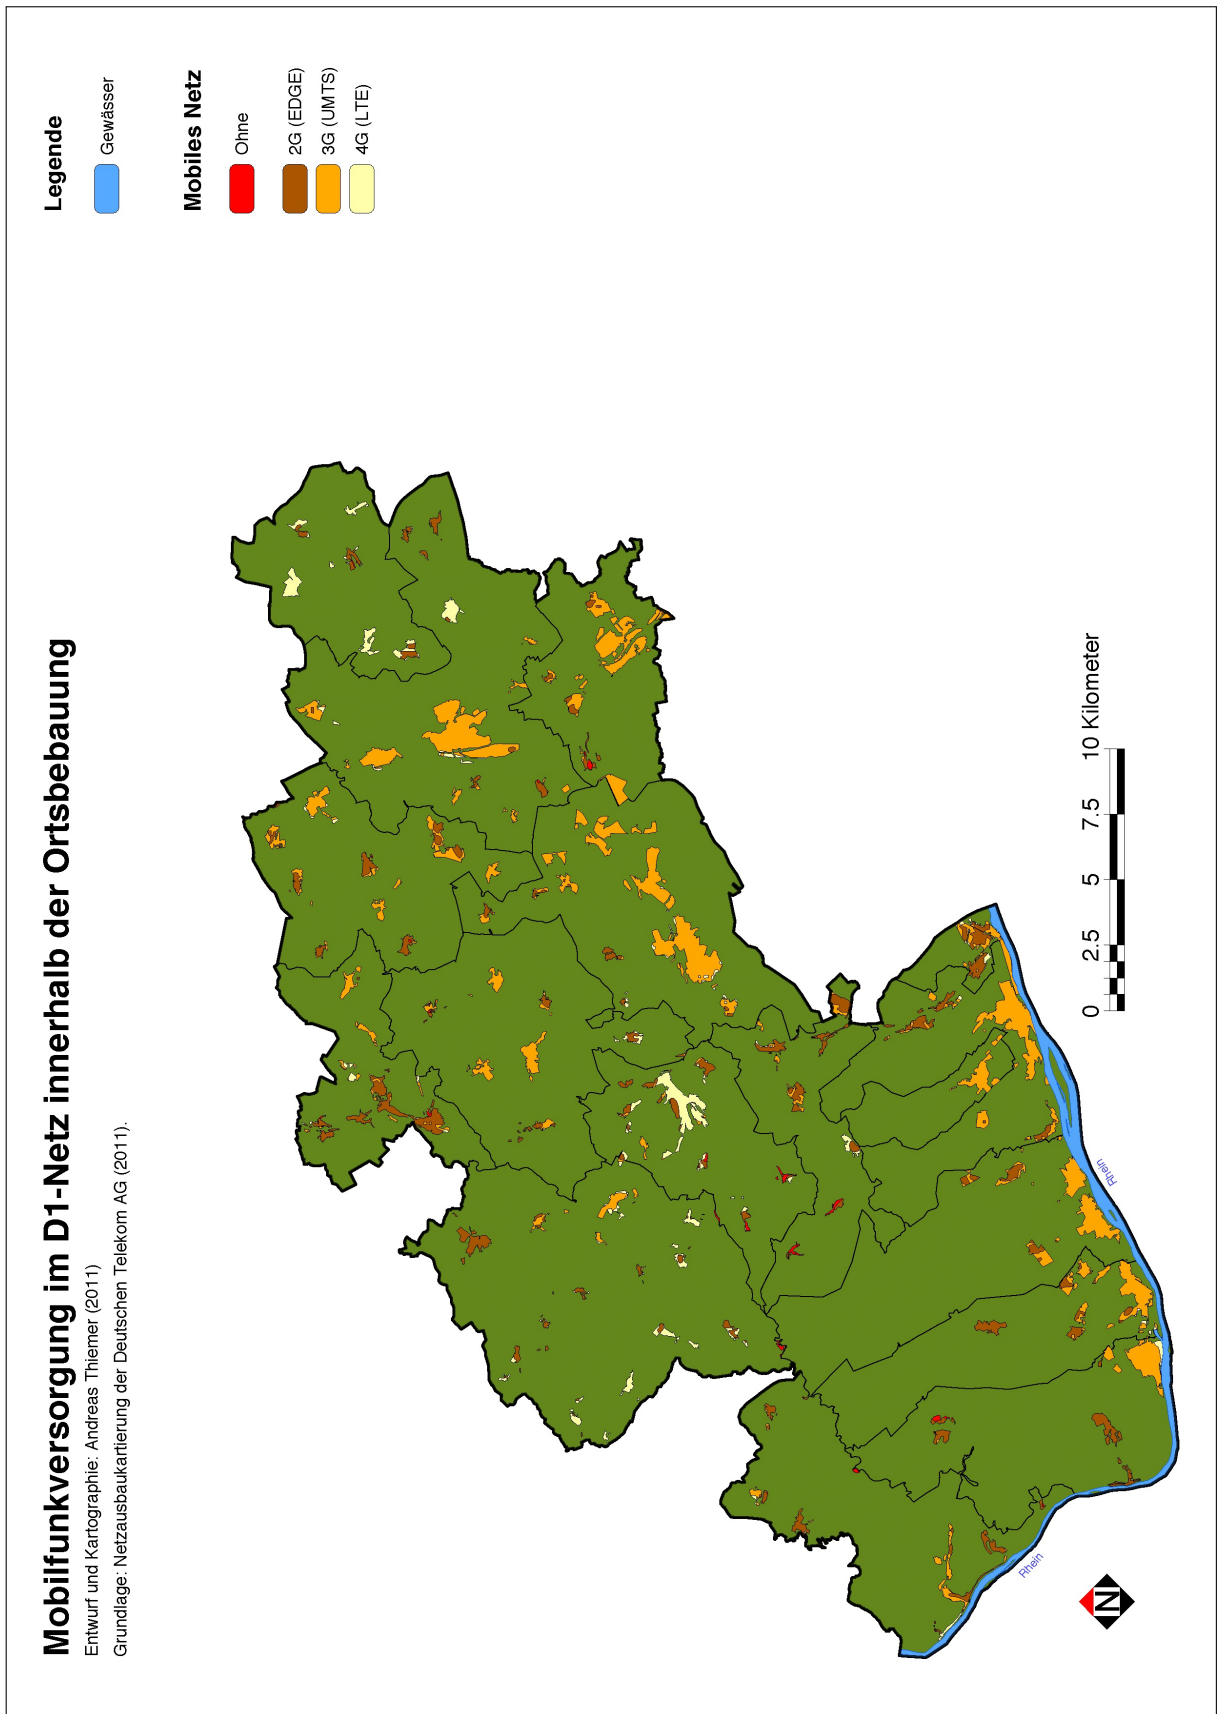 Mobilfunkversorgung im D1-Netz innerhalb der Ortsbebauung
Entwurf und Kartographie: Andreas Thiemer (2011)
Grundlage: Netzausbaukartierung der Deutschen Telekom AG (2011).
Legende
Gewässer
Mobiles Netz
Ohne
2G (EDGE)
3G (UMTS)
4G (LTE)
Rhein
Rhein
N
0 2.5 5 7.5 10 Kilometer